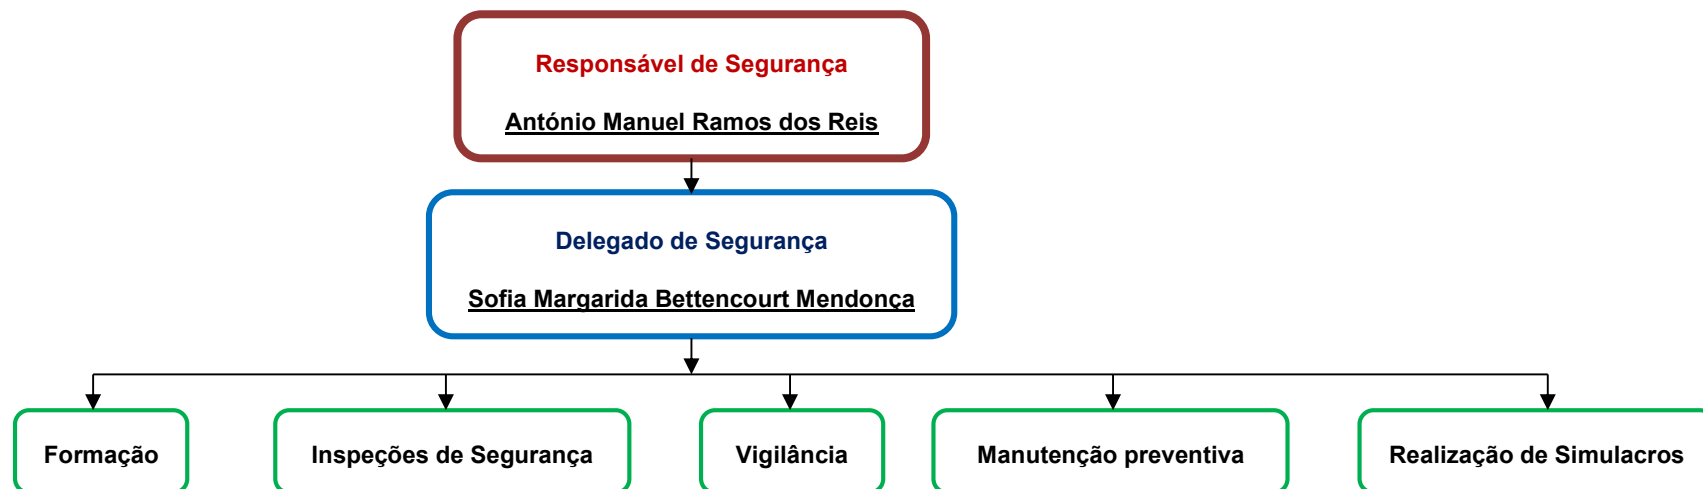 Responsável de Segurança
António Manuel Ramos dos Reis
Delegado de Segurança
Sofia Margarida Bettencourt Mendonça
Formação
Inspeções de Segurança
Vigilância
Manutenção preventiva
Realização de Simulacros